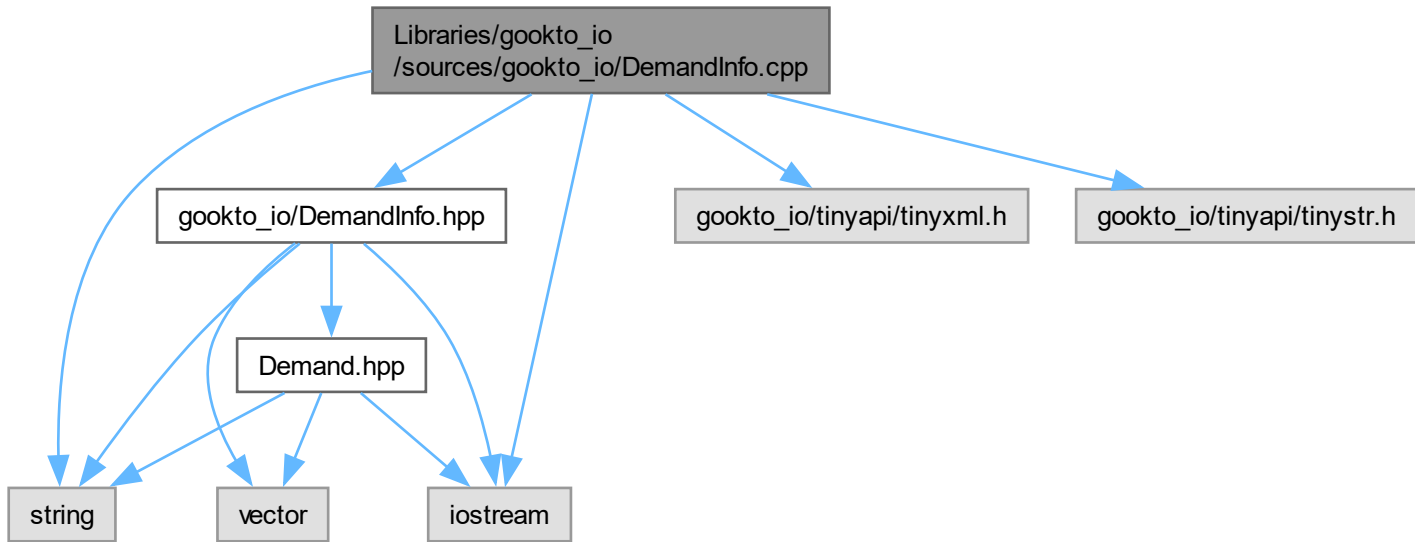 Libraries/gookto_io
/sources/gookto_io/DemandInfo.cpp
gookto_io/DemandInfo.hpp
gookto_io/tinyapi/tinyxml.h
gookto_io/tinyapi/tinystr.h
Demand.hpp
string
vector
iostream